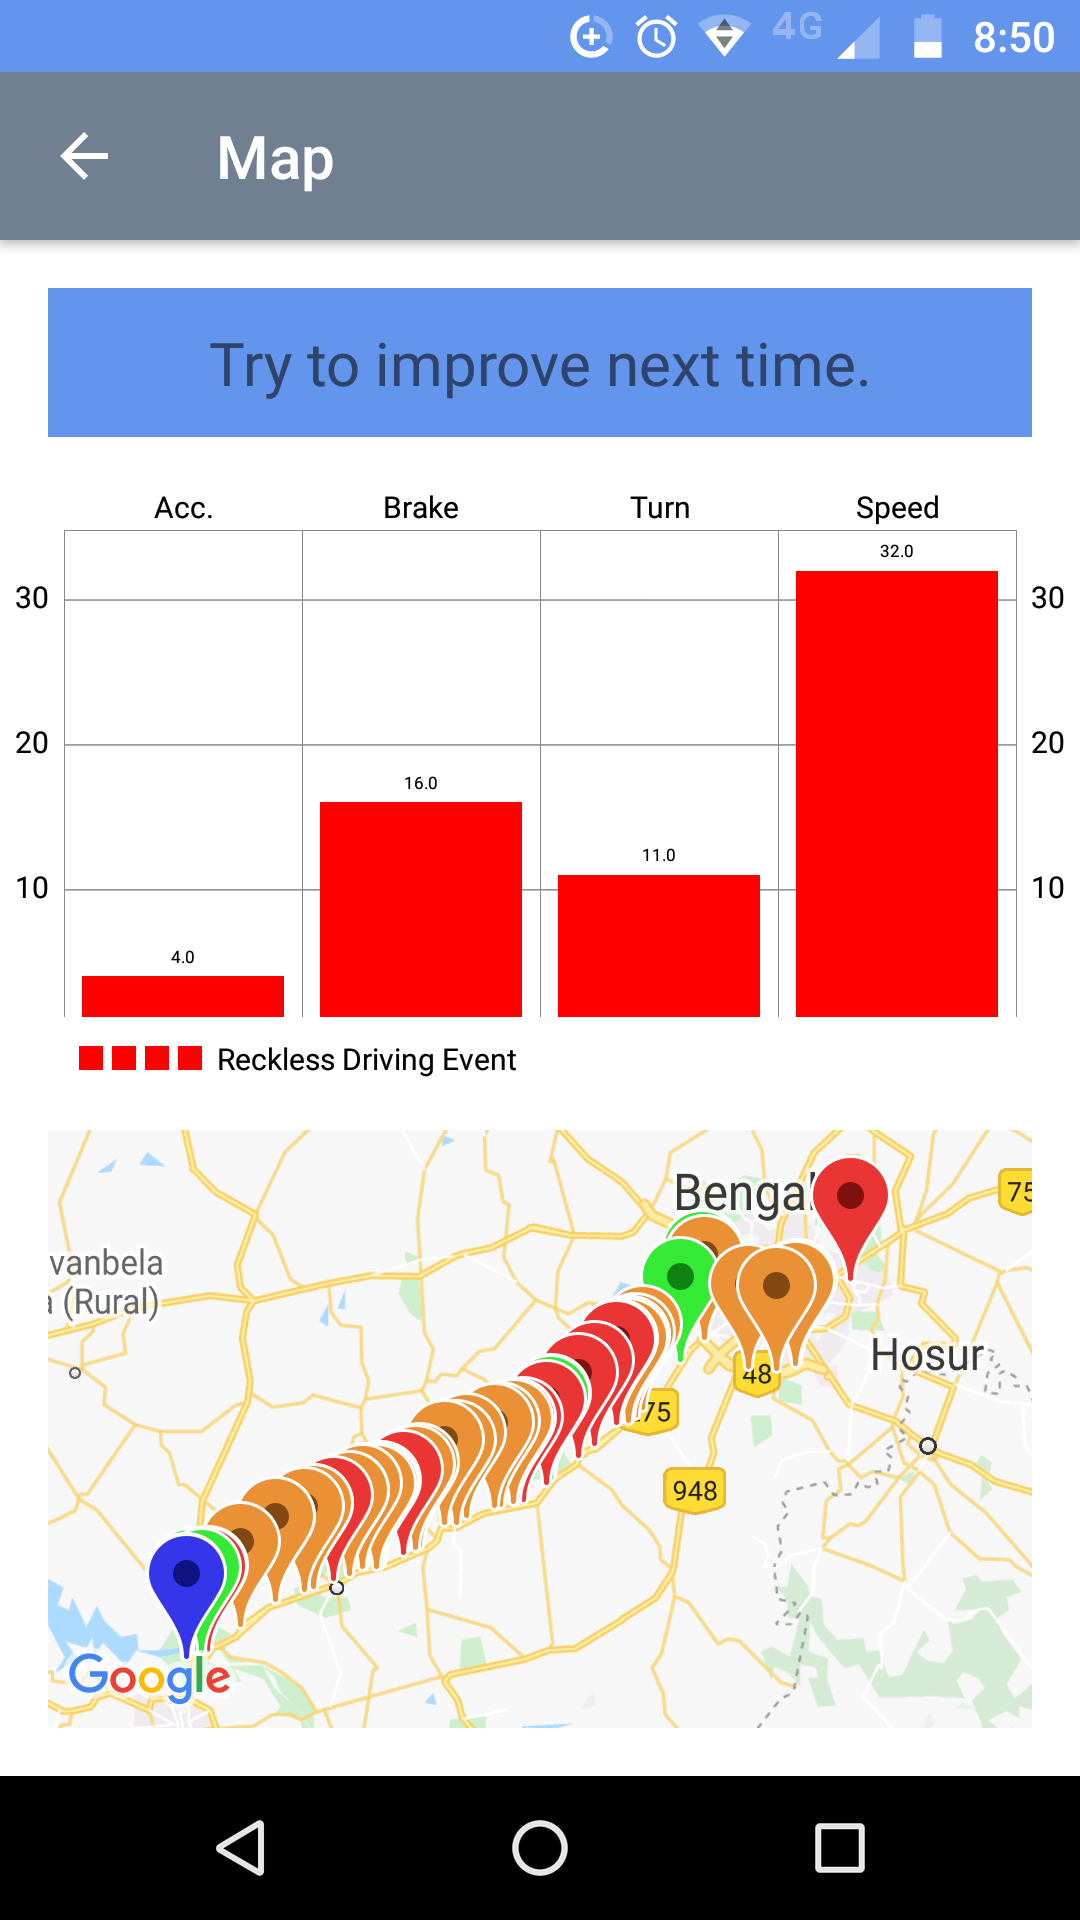 4G 8:50
Map
Try to improve next time.
Acc. Brake Turn Speed
32.0
30 30
20 20
16.0
11.0
10 10
4.0
Reckless Driving Event
Bengal
75
vanbela
(Rural)
Hosur
48
75
948
Google